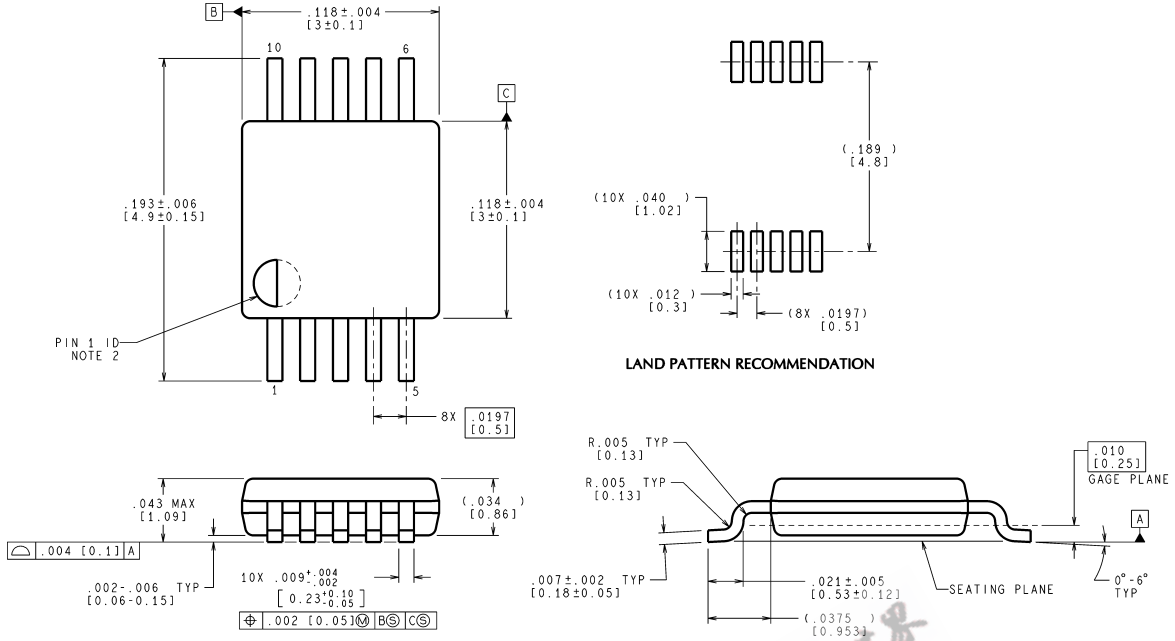 B
.118±.004
[3±0.1]
10
6
C
.193±.006
[4.9±0.15]
.118±.004
[3±0.1]
PIN 1 ID
NOTE 2
1
5
8X .0197
[0.5]
(.189 )
[4.8]
(10X .040 )
[1.02]
(10X .012 )
[0.3]
(8X .0197)
[0.5]
LAND PATTERN RECOMMENDATION
.043 MAX
[1.09]
(.034 )
[0.86]
⌓ .004 [0.1] A
.002-.006 TYP
[0.06-0.15]
10X .009+.004 -.002
[ 0.23+0.10 -0.05 ]
⌖ .002 [0.05]Ⓜ BⓈ CⓈ
R.005 TYP
[0.13]
R.005 TYP
[0.13]
.010
[0.25]
GAGE PLANE
A
.007±.002 TYP
[0.18±0.05]
.021±.005
[0.53±0.12]
SEATING PLANE
0°-6°
TYP
(.0375 )
[0.953]